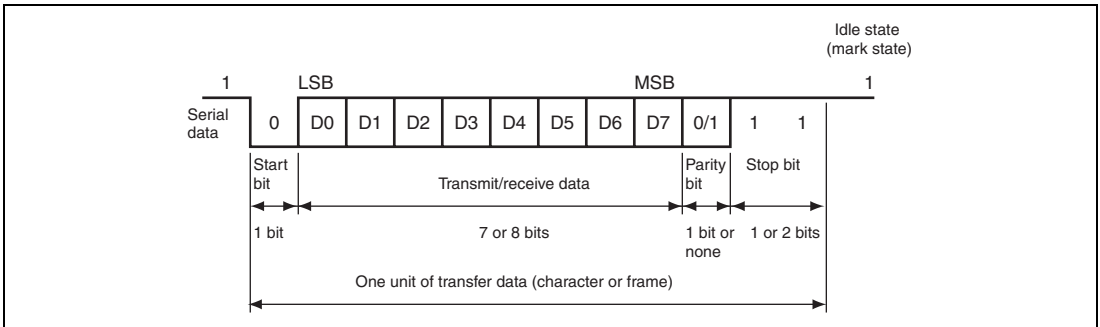 Idle state
(mark state)
1 LSB MSB 1
Serial
data
0 D0 D1 D2 D3 D4 D5 D6 D7 0/1 1 1
Start
bit
Transmit/receive data
Parity
bit
Stop bit
1 bit 7 or 8 bits 1 bit or
none
1 or 2 bits
One unit of transfer data (character or frame)